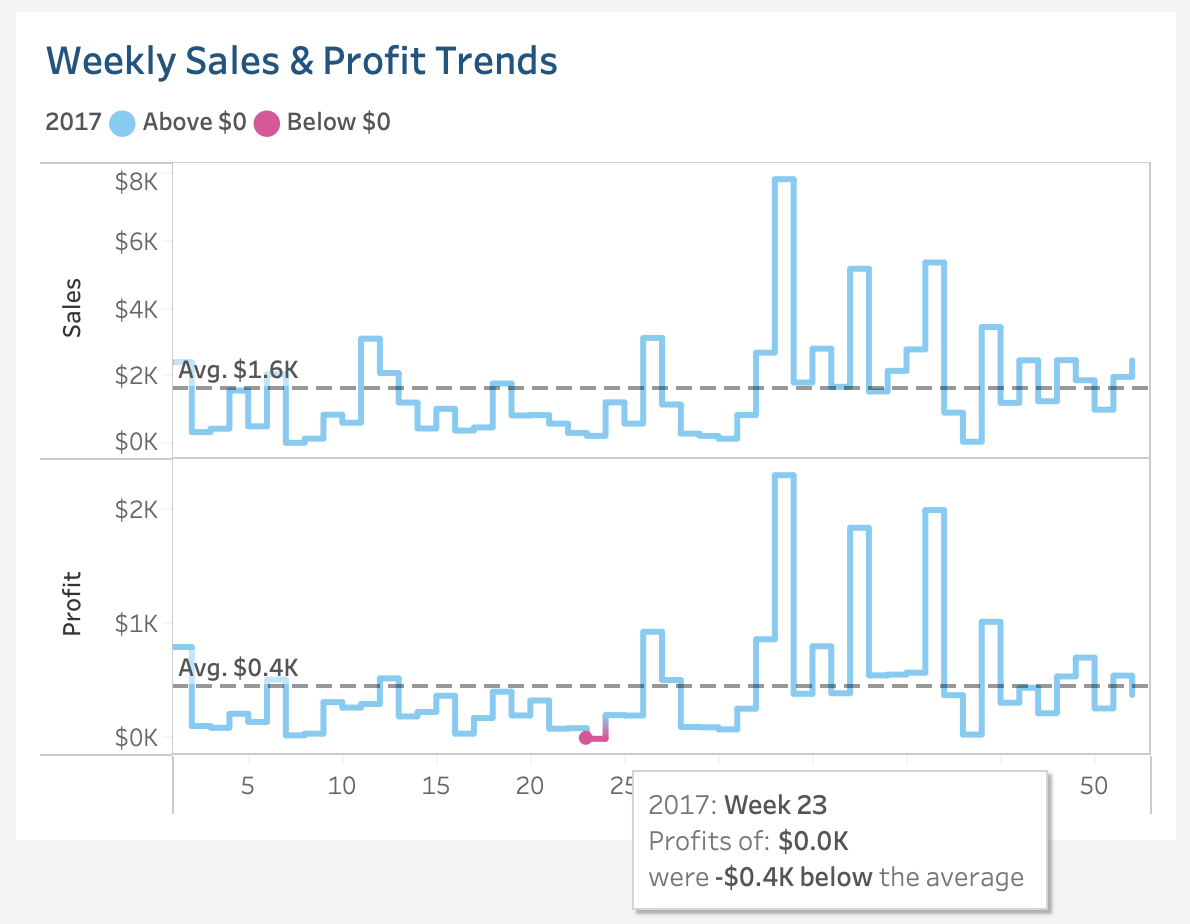 Weekly Sales & Profit Trends
2017 Above $0 Below $0
Sales
$8K
$6K
$4K
$2K
$0K
Avg. $1.6K
Profit
$2K
$1K
$0K
Avg. $0.4K
5 10 15 20 25 50
2017: Week 23
Profits of: $0.0K
were -$0.4K below the average